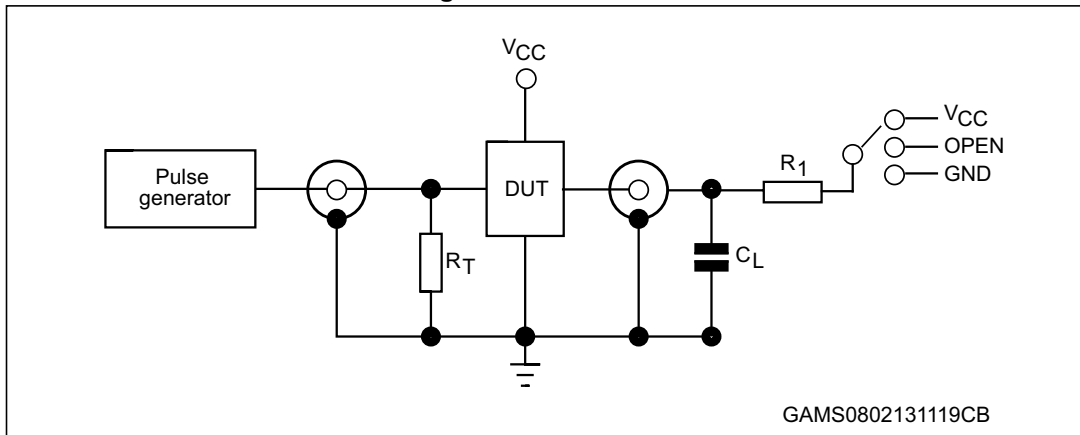 VCC
VCC
OPEN
GND
Pulse
generator
DUT
R1
RT
CL
GAMS0802131119CB